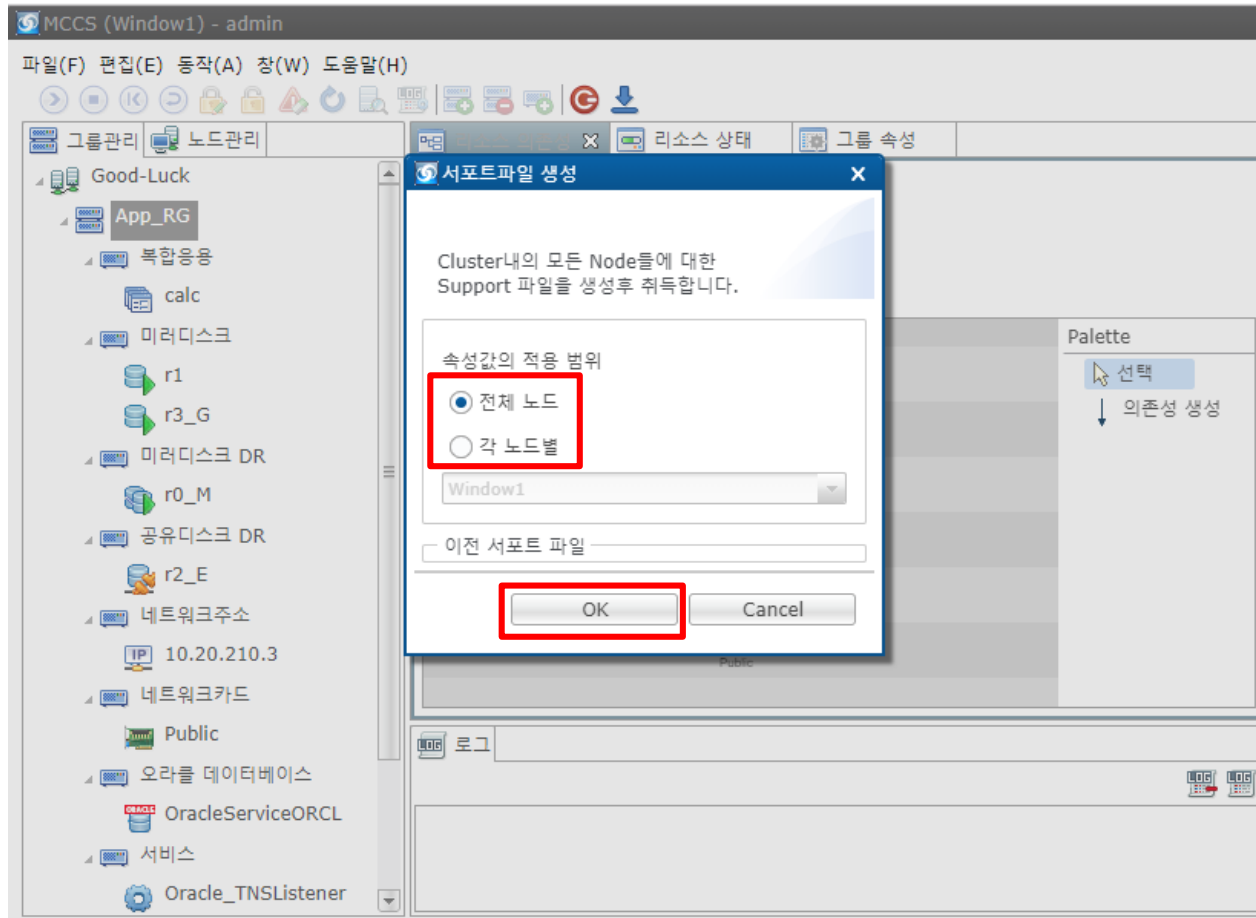 MCCS (Window1) - admin
파일(F) 편집(E) 동작(A) 창(W) 도움말(H)
그룹관리 노드관리
리소스 상태 그룹 속성
Good-Luck
App_RG
복합응용
calc
미러디스크
r1
r3_G
미러디스크 DR
r0_M
공유디스크 DR
r2_E
네트워크주소
IP 10.20.210.3
네트워크카드
Public
오라클 데이터베이스
ORACLE OracleServiceORCL
서비스
Oracle_TNSListener
서포트파일 생성
Cluster내의 모든 Node들에 대한
Support 파일을 생성후 취득합니다.
속성값의 적용 범위
전체 노드
각 노드별
Window1
이전 서포트 파일
OK Cancel
Public
Palette
선택
의존성 생성
LOG 로그
LOG LOG